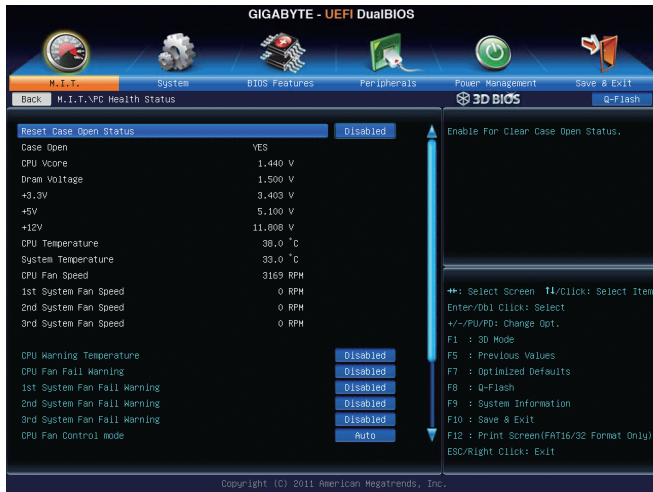 GIGABYTE - UEFI DualBIOS
M.I.T. System BIOS Features Peripherals Power Management Save & Exit
Back M.I.T.\PC Health Status 3D BIOS Q-Flash
Reset Case Open Status Disabled
Case Open YES
CPU Vcore 1.440 V
Dram Voltage 1.500 V
+3.3V 3.403 V
+5V 5.100 V
+12V 11.808 V
CPU Temperature 38.0 °C
System Temperature 33.0 °C
CPU Fan Speed 3169 RPM
1st System Fan Speed 0 RPM
2nd System Fan Speed 0 RPM
3rd System Fan Speed 0 RPM
CPU Warning Temperature Disabled
CPU Fan Fail Warning Disabled
1st System Fan Fail Warning Disabled
2nd System Fan Fail Warning Disabled
3rd System Fan Fail Warning Disabled
CPU Fan Control mode Auto
Enable For Clear Case Open Status.
→←: Select Screen ↑↓/Click: Select Item
Enter/Dbl Click: Select
+/-/PU/PD: Change Opt.
F1 : 3D Mode
F5 : Previous Values
F7 : Optimized Defaults
F8 : Q-Flash
F9 : System Information
F10 : Save & Exit
F12 : Print Screen(FAT16/32 Format Only)
ESC/Right Click: Exit
Copyright (C) 2011 American Megatrends, Inc.